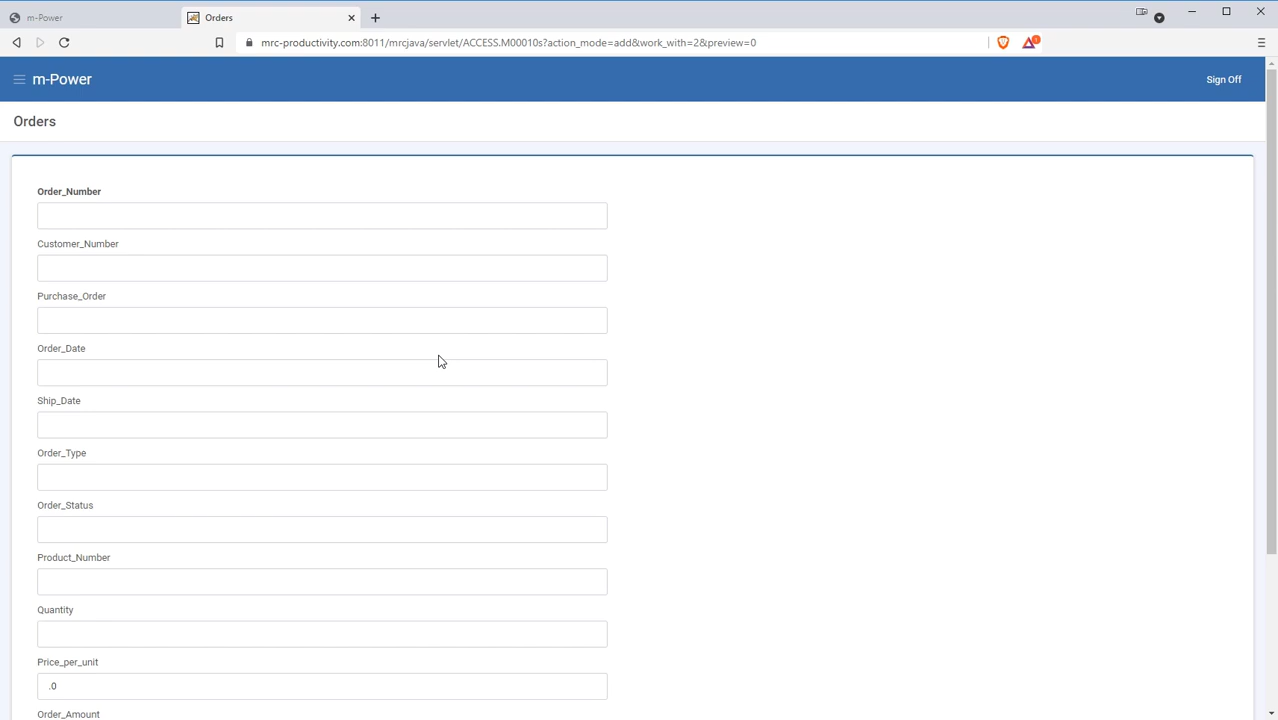 m-Power
Orders
mrc-productivity.com:8011/mrcjava/servlet/ACCESS.M00010s?action_mode=add&work_with=2&preview=0
1
m-Power
Sign Off
Orders
Order_Number
Customer_Number
Purchase_Order
Order_Date
Ship_Date
Order_Type
Order_Status
Product_Number
Quantity
Price_per_unit
.0
Order_Amount